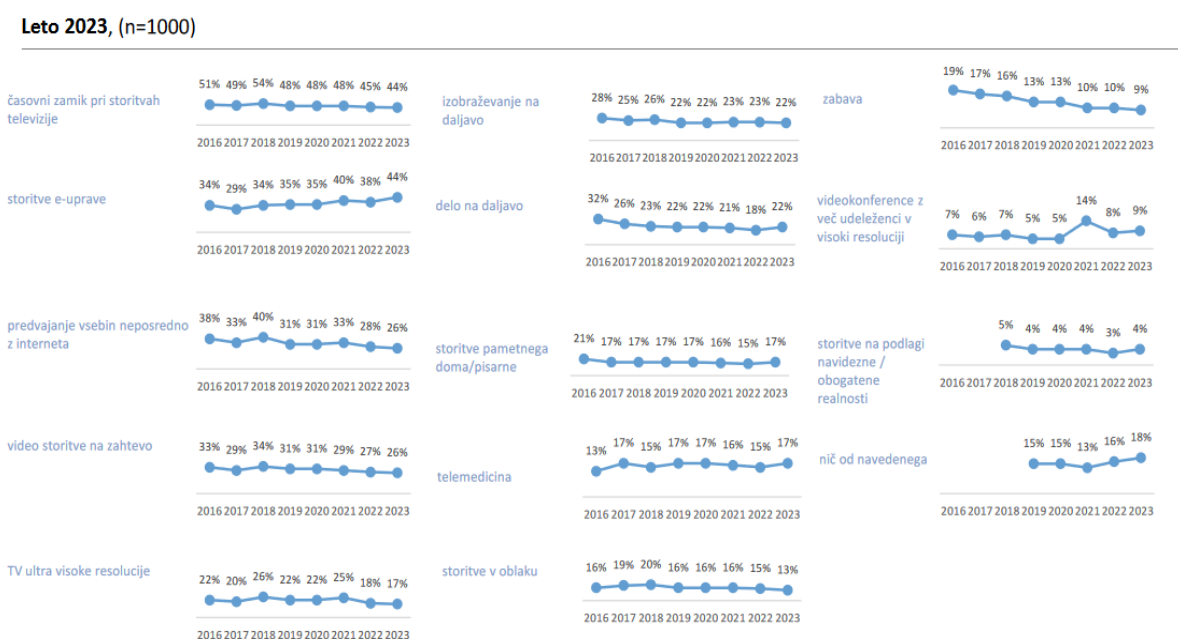 Leto 2023, (n=1000)
časovni zamik pri storitvah
televizije
51% 49% 54% 48% 48% 48% 45% 44%
2016 2017 2018 2019 2020 2021 2022 2023
storitve e-uprave
34% 29% 34% 35% 35% 40% 38% 44%
2016 2017 2018 2019 2020 2021 2022 2023
predvajanje vsebin neposredno
z interneta
38% 33% 40% 31% 31% 33% 28% 26%
2016 2017 2018 2019 2020 2021 2022 2023
video storitve na zahtevo
33% 29% 34% 31% 31% 29% 27% 26%
2016 2017 2018 2019 2020 2021 2022 2023
TV ultra visoke resolucije
22% 20% 26% 22% 22% 25% 18% 17%
2016 2017 2018 2019 2020 2021 2022 2023
izobraževanje na
daljavo
28% 25% 26% 22% 22% 23% 23% 22%
2016 2017 2018 2019 2020 2021 2022 2023
delo na daljavo
32% 26% 23% 22% 22% 21% 18% 22%
2016 2017 2018 2019 2020 2021 2022 2023
storitve pametnega
doma/pisarne
21% 17% 17% 17% 17% 16% 15% 17%
2016 2017 2018 2019 2020 2021 2022 2023
telemedicina
13% 17% 15% 17% 17% 16% 15% 17%
2016 2017 2018 2019 2020 2021 2022 2023
storitve v oblaku
16% 19% 20% 16% 16% 16% 15% 13%
2016 2017 2018 2019 2020 2021 2022 2023
zabava
19% 17% 16% 13% 13% 10% 10% 9%
2016 2017 2018 2019 2020 2021 2022 2023
videokonference z
več udeleženci v
visoki resoluciji
7% 6% 7% 5% 5% 14% 8% 9%
2016 2017 2018 2019 2020 2021 2022 2023
storitve na podlagi
navidezne /
obogatene
realnosti
5% 4% 4% 4% 3% 4%
2016 2017 2018 2019 2020 2021 2022 2023
nič od navedenega
15% 15% 13% 16% 18%
2016 2017 2018 2019 2020 2021 2022 2023